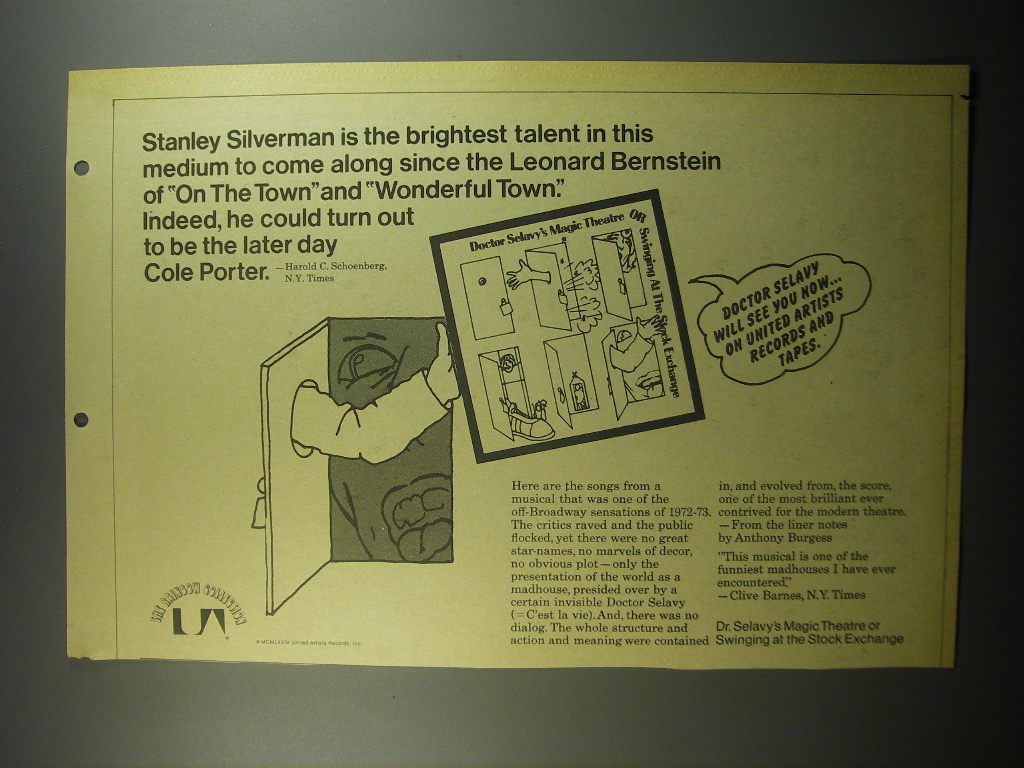 Stanley Silverman is the brightest talent in this
medium to come along since the Leonard Bernstein
of "On The Town" and "Wonderful Town."
Indeed, he could turn out
to be the later day
Cole Porter.
—Harold C. Schoenberg,
N.Y. Times
Doctor Selavy's Magic Theatre OR
Swinging At The Stock Exchange
DOCTOR SELAVY
WILL SEE YOU NOW...
ON UNITED ARTISTS
RECORDS AND
TAPES.
Here are the songs from a
musical that was one of the
off-Broadway sensations of 1972-73.
The critics raved and the public
flocked, yet there were no great
star-names, no marvels of decor,
no obvious plot—only the
presentation of the world as a
madhouse, presided over by a
certain invisible Doctor Selavy
(=C'est la vie). And, there was no
dialog. The whole structure and
action and meaning were contained
in, and evolved from, the score,
one of the most brilliant ever
contrived for the modern theatre.
—From the liner notes
by Anthony Burgess
"This musical is one of the
funniest madhouses I have ever
encountered,"
—Clive Barnes, N.Y. Times
Dr. Selavy's Magic Theatre or
Swinging at the Stock Exchange
THE RAINBOW COLLECTION
UA
© MCMLXXIV United Artists Records, Inc.